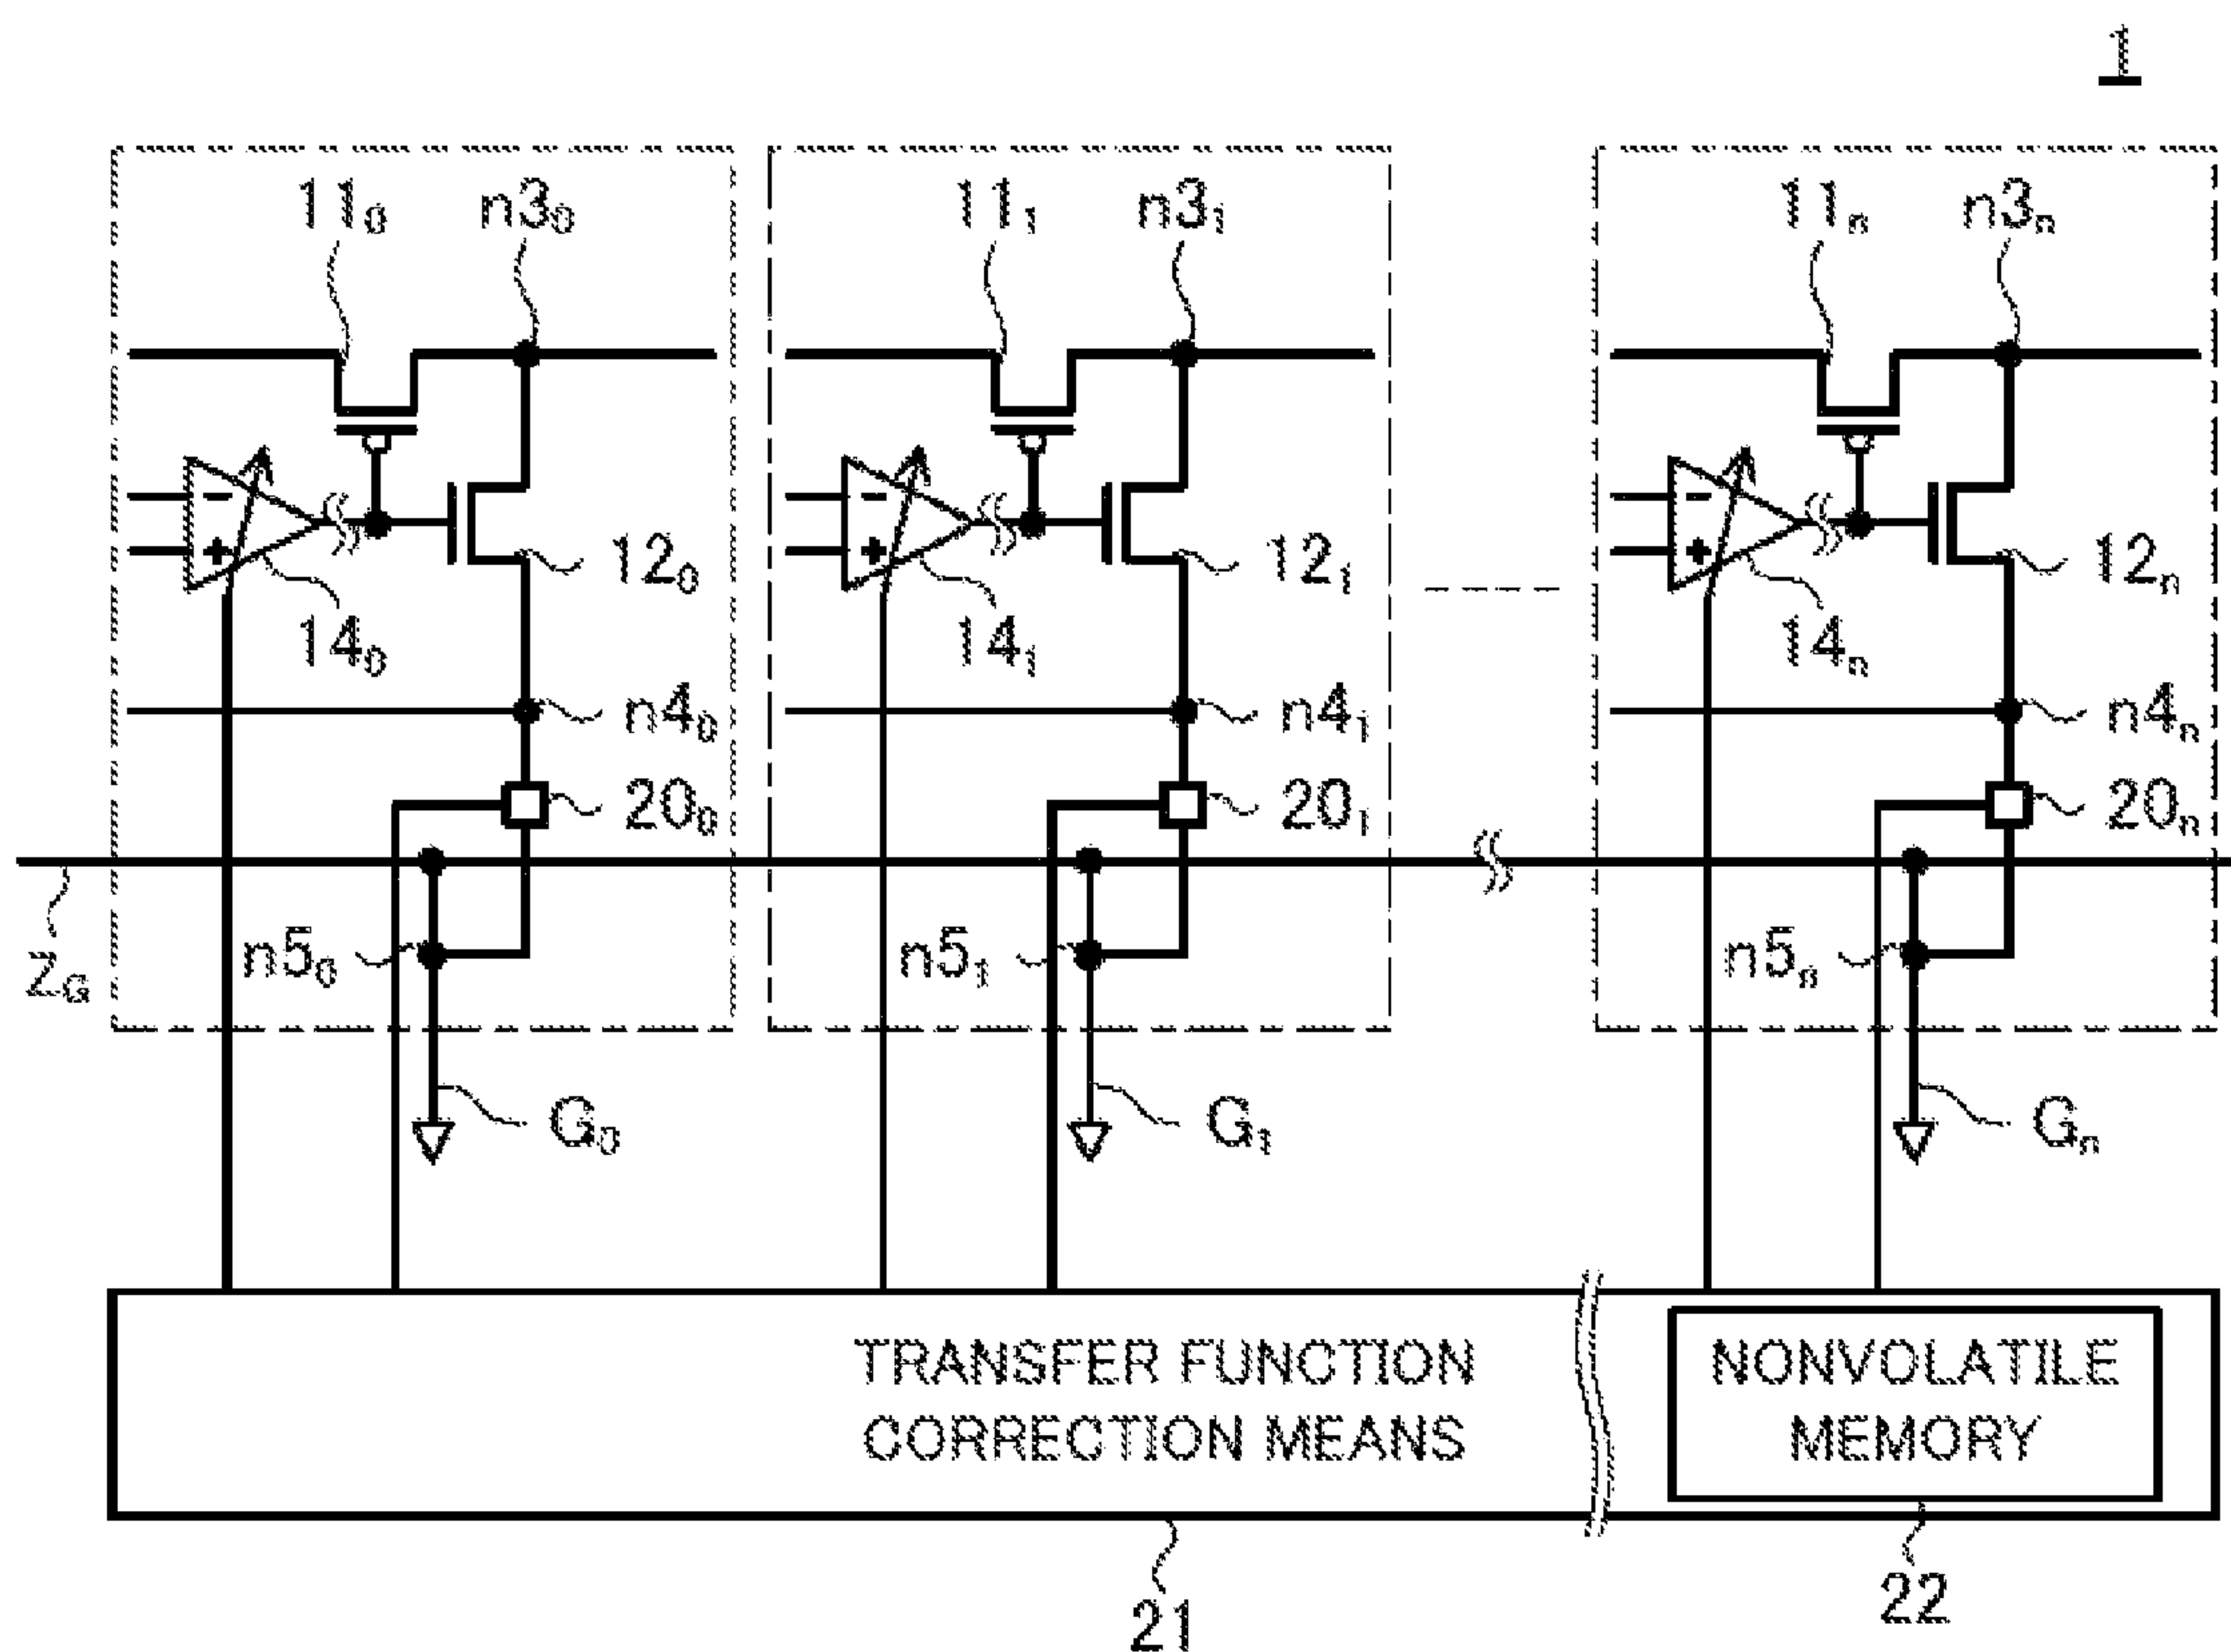 1
11₀ n3₀ 11₁ n3₁ 11ₙ n3ₙ
− − −
+ 12₀ + 12₁ + 12ₙ
14₀ 14₁ 14ₙ
n4₀ n4₁ n4ₙ
20₀ 20₁ 20ₙ
Z_G n5₀ n5₁ n5ₙ
G₀ G₁ Gₙ
TRANSFER FUNCTION NONVOLATILE
CORRECTION MEANS MEMORY
21 22